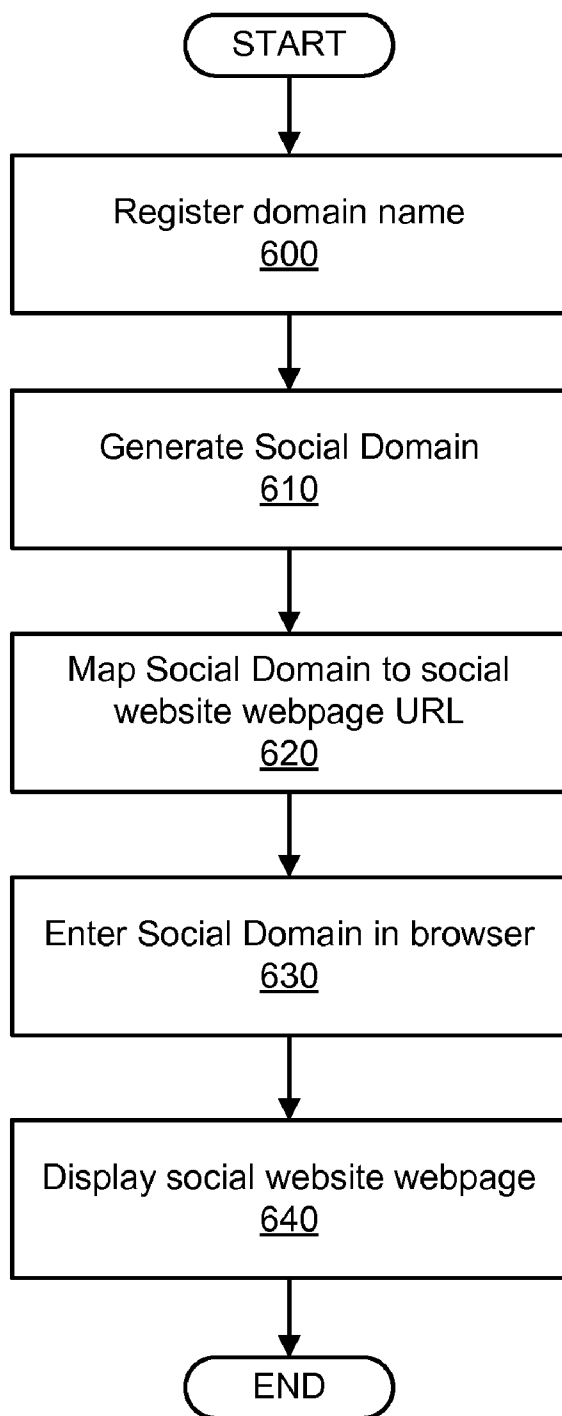 START
Register domain name
600
Generate Social Domain
610
Map Social Domain to social
website webpage URL
620
Enter Social Domain in browser
630
Display social website webpage
640
END